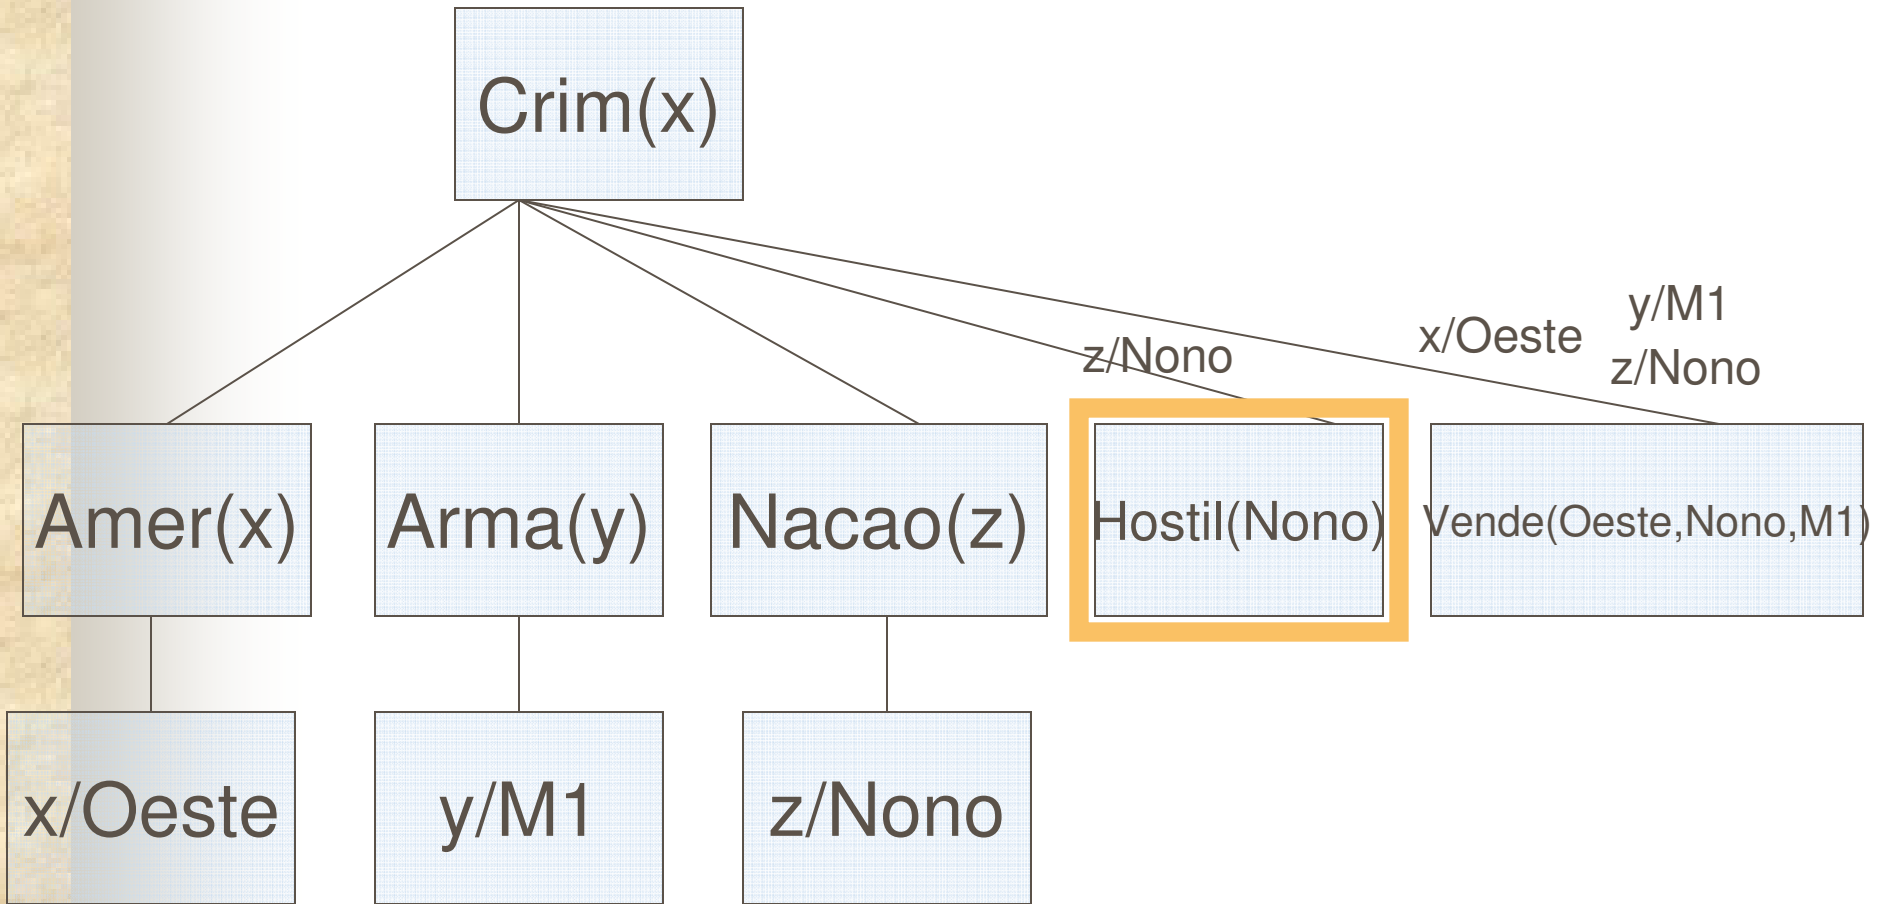 Crim(x)
y/M1
x/Oeste
z/Nono
z/Nono
Amer(x)
Arma(y)
Nacao(z)
Hostil(Nono)
Vende(Oeste,Nono,M1)
x/Oeste
y/M1
z/Nono